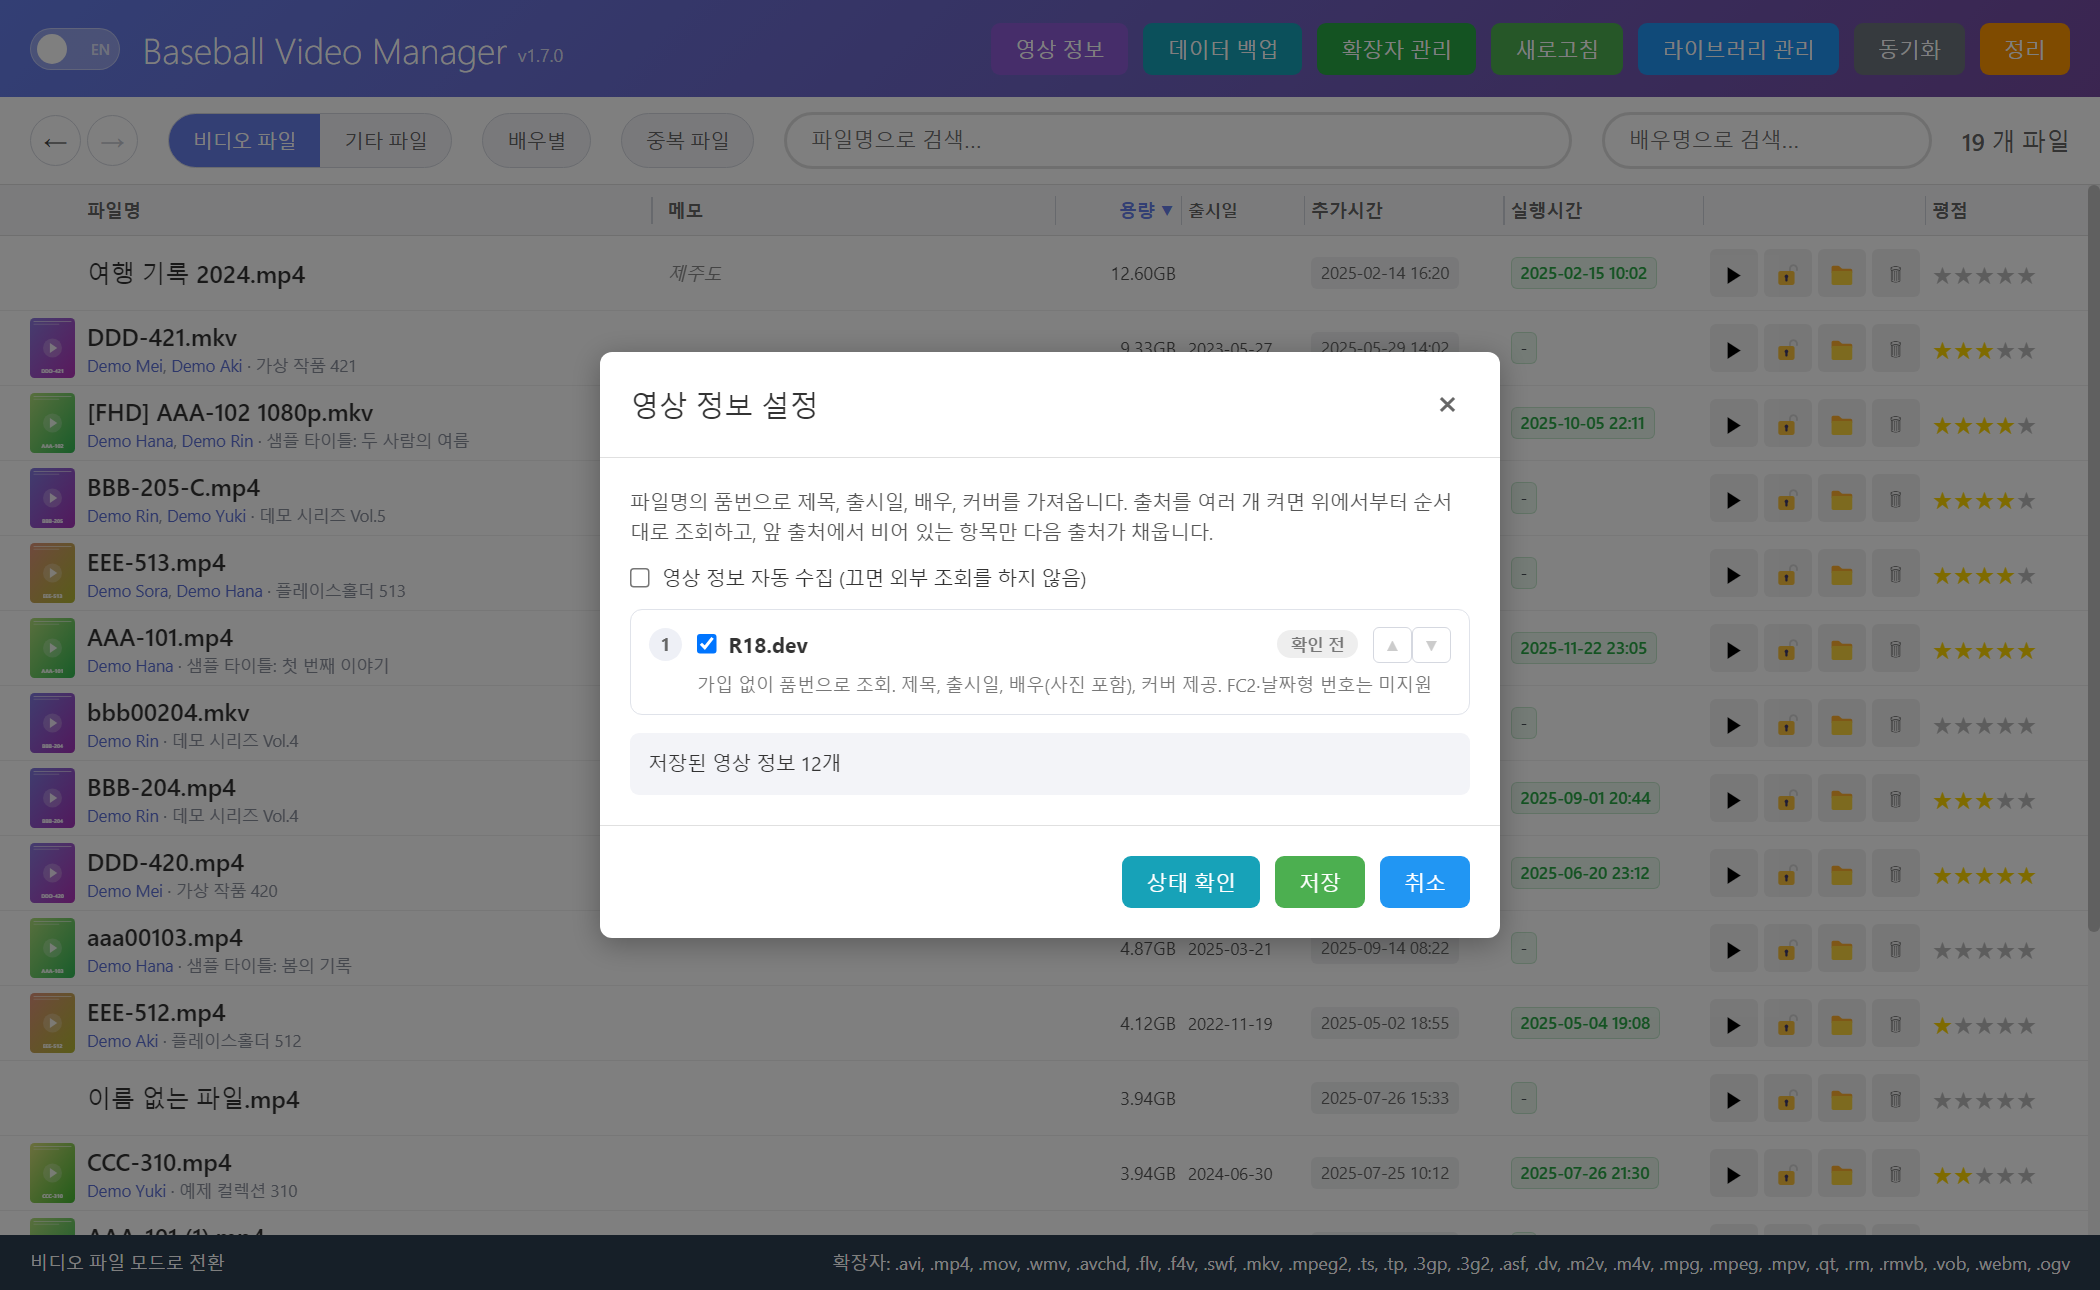 EN Baseball Video Manager v1.7.0 영상 정보 데이터 백업 확장자 관리 새로고침 라이브러리 관리 동기화 정리
← → 비디오 파일 기타 파일 배우별 중복 파일 파일명으로 검색... 배우명으로 검색... 19 개 파일
파일명 메모 용량 ▼ 출시일 추가시간 실행시간 평점
여행 기록 2024.mp4 제주도 12.60GB 2025-02-14 16:20 2025-02-15 10:02
DDD-421.mkv 9.33GB 2023-05-27 2025-05-29 14:02 -
Demo Mei, Demo Aki · 가상 작품 421
[FHD] AAA-102 1080p.mkv 2025-10-05 22:11
Demo Hana, Demo Rin · 샘플 타이틀: 두 사람의 여름
BBB-205-C.mp4 -
Demo Rin, Demo Yuki · 데모 시리즈 Vol.5
EEE-513.mp4 -
Demo Sora, Demo Hana · 플레이스홀더 513
AAA-101.mp4 2025-11-22 23:05
Demo Hana · 샘플 타이틀: 첫 번째 이야기
bbb00204.mkv -
Demo Rin · 데모 시리즈 Vol.4
BBB-204.mp4 2025-09-01 20:44
Demo Rin · 데모 시리즈 Vol.4
DDD-420.mp4 2025-06-20 23:12
Demo Mei · 가상 작품 420
aaa00103.mp4 4.87GB 2025-03-21 2025-09-14 08:22 -
Demo Hana · 샘플 타이틀: 봄의 기록
EEE-512.mp4 4.12GB 2022-11-19 2025-05-02 18:55 2025-05-04 19:08
Demo Aki · 플레이스홀더 512
이름 없는 파일.mp4 3.94GB 2025-07-26 15:33 -
CCC-310.mp4 3.94GB 2024-06-30 2025-07-25 10:12 2025-07-26 21:30
Demo Yuki · 예제 컬렉션 310
AAA-101 (1).mp4
영상 정보 설정 ×
파일명의 품번으로 제목, 출시일, 배우, 커버를 가져옵니다. 출처를 여러 개 켜면 위에서부터 순서
대로 조회하고, 앞 출처에서 비어 있는 항목만 다음 출처가 채웁니다.
영상 정보 자동 수집 (끄면 외부 조회를 하지 않음)
1 R18.dev 확인 전 ▲ ▼
가입 없이 품번으로 조회. 제목, 출시일, 배우(사진 포함), 커버 제공. FC2·날짜형 번호는 미지원
저장된 영상 정보 12개
상태 확인 저장 취소
비디오 파일 모드로 전환 확장자: .avi, .mp4, .mov, .wmv, .avchd, .flv, .f4v, .swf, .mkv, .mpeg2, .ts, .tp, .3gp, .3g2, .asf, .dv, .m2v, .m4v, .mpg, .mpeg, .mpv, .qt, .rm, .rmvb, .vob, .webm, .ogv